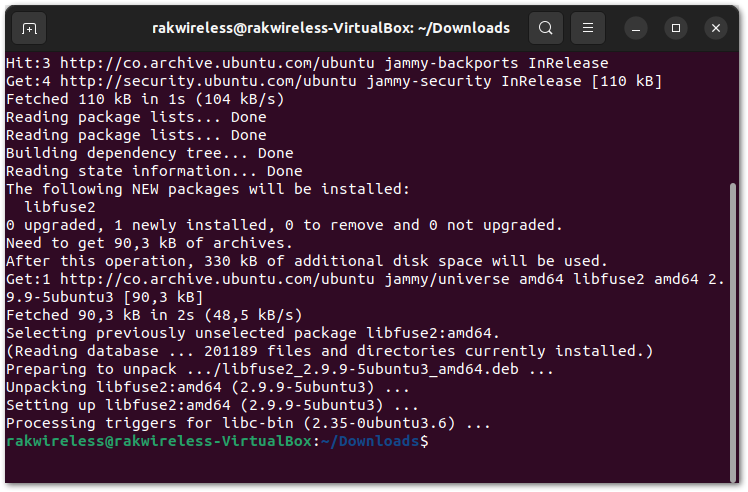 rakwireless@rakwireless-VirtualBox: ~/Downloads
Hit:3 http://co.archive.ubuntu.com/ubuntu jammy-backports InRelease
Get:4 http://security.ubuntu.com/ubuntu jammy-security InRelease [110 kB]
Fetched 110 kB in 1s (104 kB/s)
Reading package lists... Done
Reading package lists... Done
Building dependency tree... Done
Reading state information... Done
The following NEW packages will be installed:
  libfuse2
0 upgraded, 1 newly installed, 0 to remove and 0 not upgraded.
Need to get 90,3 kB of archives.
After this operation, 330 kB of additional disk space will be used.
Get:1 http://co.archive.ubuntu.com/ubuntu jammy/universe amd64 libfuse2 amd64 2.
9.9-5ubuntu3 [90,3 kB]
Fetched 90,3 kB in 2s (48,5 kB/s)
Selecting previously unselected package libfuse2:amd64.
(Reading database ... 201189 files and directories currently installed.)
Preparing to unpack .../libfuse2_2.9.9-5ubuntu3_amd64.deb ...
Unpacking libfuse2:amd64 (2.9.9-5ubuntu3) ...
Setting up libfuse2:amd64 (2.9.9-5ubuntu3) ...
Processing triggers for libc-bin (2.35-0ubuntu3.6) ...
rakwireless@rakwireless-VirtualBox:~/Downloads$